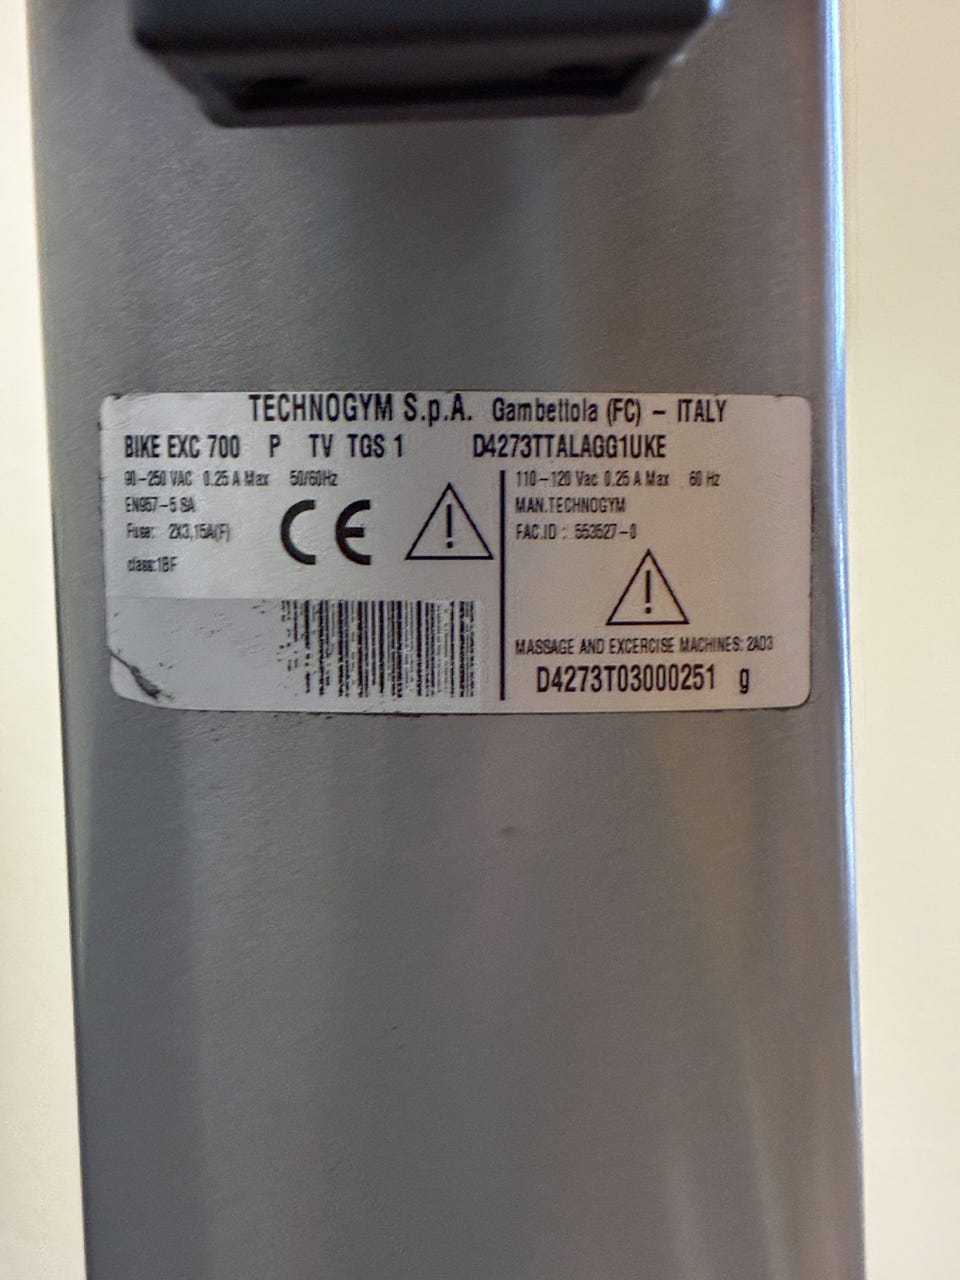 TECHNOGYM S.p.A. Gambettola (FC) - ITALY
BIKE EXC 700 P TV TGS 1 D4273TTALAGG1UKE
90-250 VAC 0.25 A Max 50/60Hz
EN957-5 SA
Fuse: 2X3,15A(F)
class:1BF
CE
110-120 Vac 0.25 A Max 60 Hz
MAN.TECHNOGYM
FAC.ID : 553527-0
MASSAGE AND EXCERCISE MACHINES: 2AD3
D4273T03000251 g